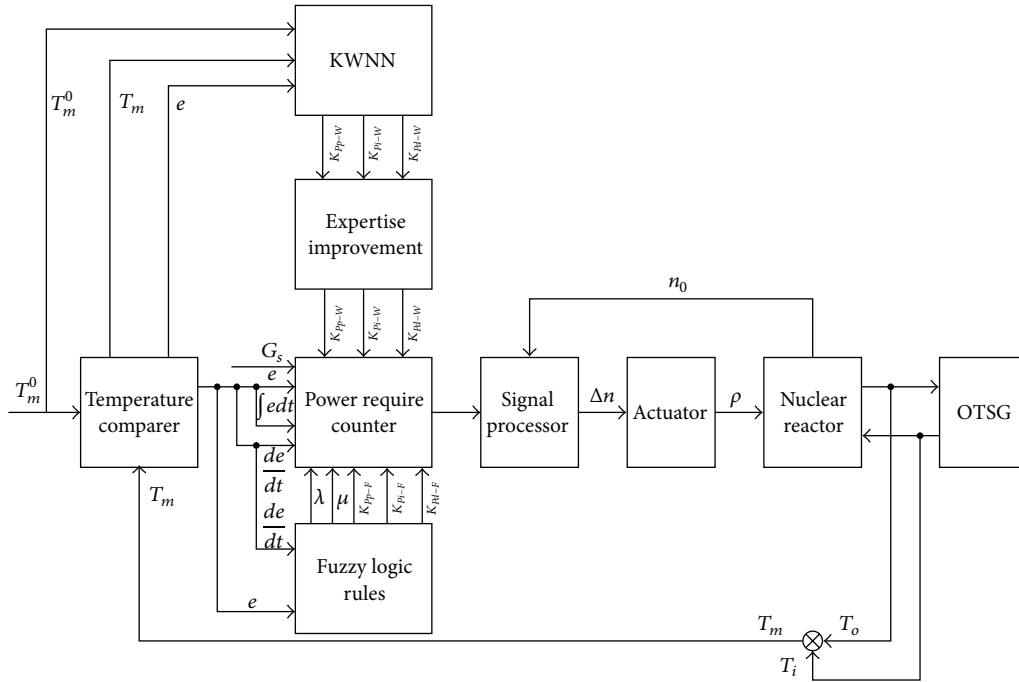 KWNN
T_m^0
T_m
e
K_{Pp-W}
K_{Pi-W}
K_{Pd-W}
Expertise
improvement
K_{Pp-W}
K_{Pi-W}
K_{Pd-W}
n_0
G_s
e
T_m^0
Temperature
comparer
∫edt
Power require
counter
Signal
processor
Δn
Actuator
ρ
Nuclear
reactor
OTSG
de
dt
T_m
λ
μ
K_{Pp-F}
K_{Pi-F}
K_{Pd-F}
de
dt
Fuzzy logic
rules
e
T_m
T_o
T_i